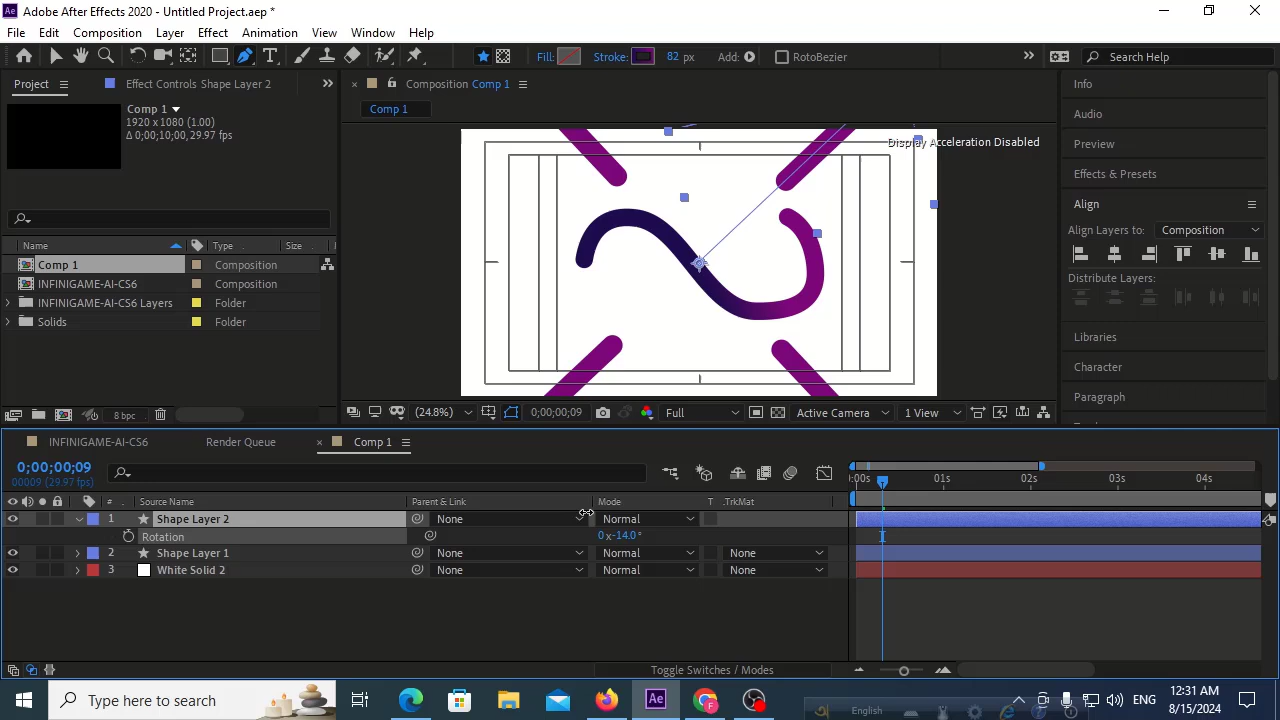 Ae Adobe After Effects 2020 - Untitled Project.aep *
File Edit Composition Layer Effect Animation View Window Help
T Fill: Stroke: 82 px Add: RotoBezier Search Help
Project Effect Controls Shape Layer 2 Composition Comp 1 Info
Comp 1
1920 x 1080 (1.00)
Δ 0;00;10;00, 29.97 fps
Comp 1
Display Acceleration Disabled
Audio
Preview
Effects & Presets
Align
Align Layers to: Composition
Distribute Layers:
Libraries
Character
Paragraph
Name Type Size
Comp 1 Composition
INFINIGAME-AI-CS6 Composition
INFINIGAME-AI-CS6 Layers Folder
Solids Folder
8 bpc
(24.8%) 0;00;00;09 Full Active Camera 1 View
INFINIGAME-AI-CS6 Render Queue Comp 1
0;00;00;09
00009 (29.97 fps)
:00s 01s 02s 03s 04s
# Source Name Parent & Link Mode T .TrkMat
1 Shape Layer 2 None Normal
Rotation 0 x -14.0 °
2 Shape Layer 1 None Normal None
3 White Solid 2 None Normal None
Toggle Switches / Modes
Type here to search
Ae
English
ENG
12:31 AM
8/15/2024